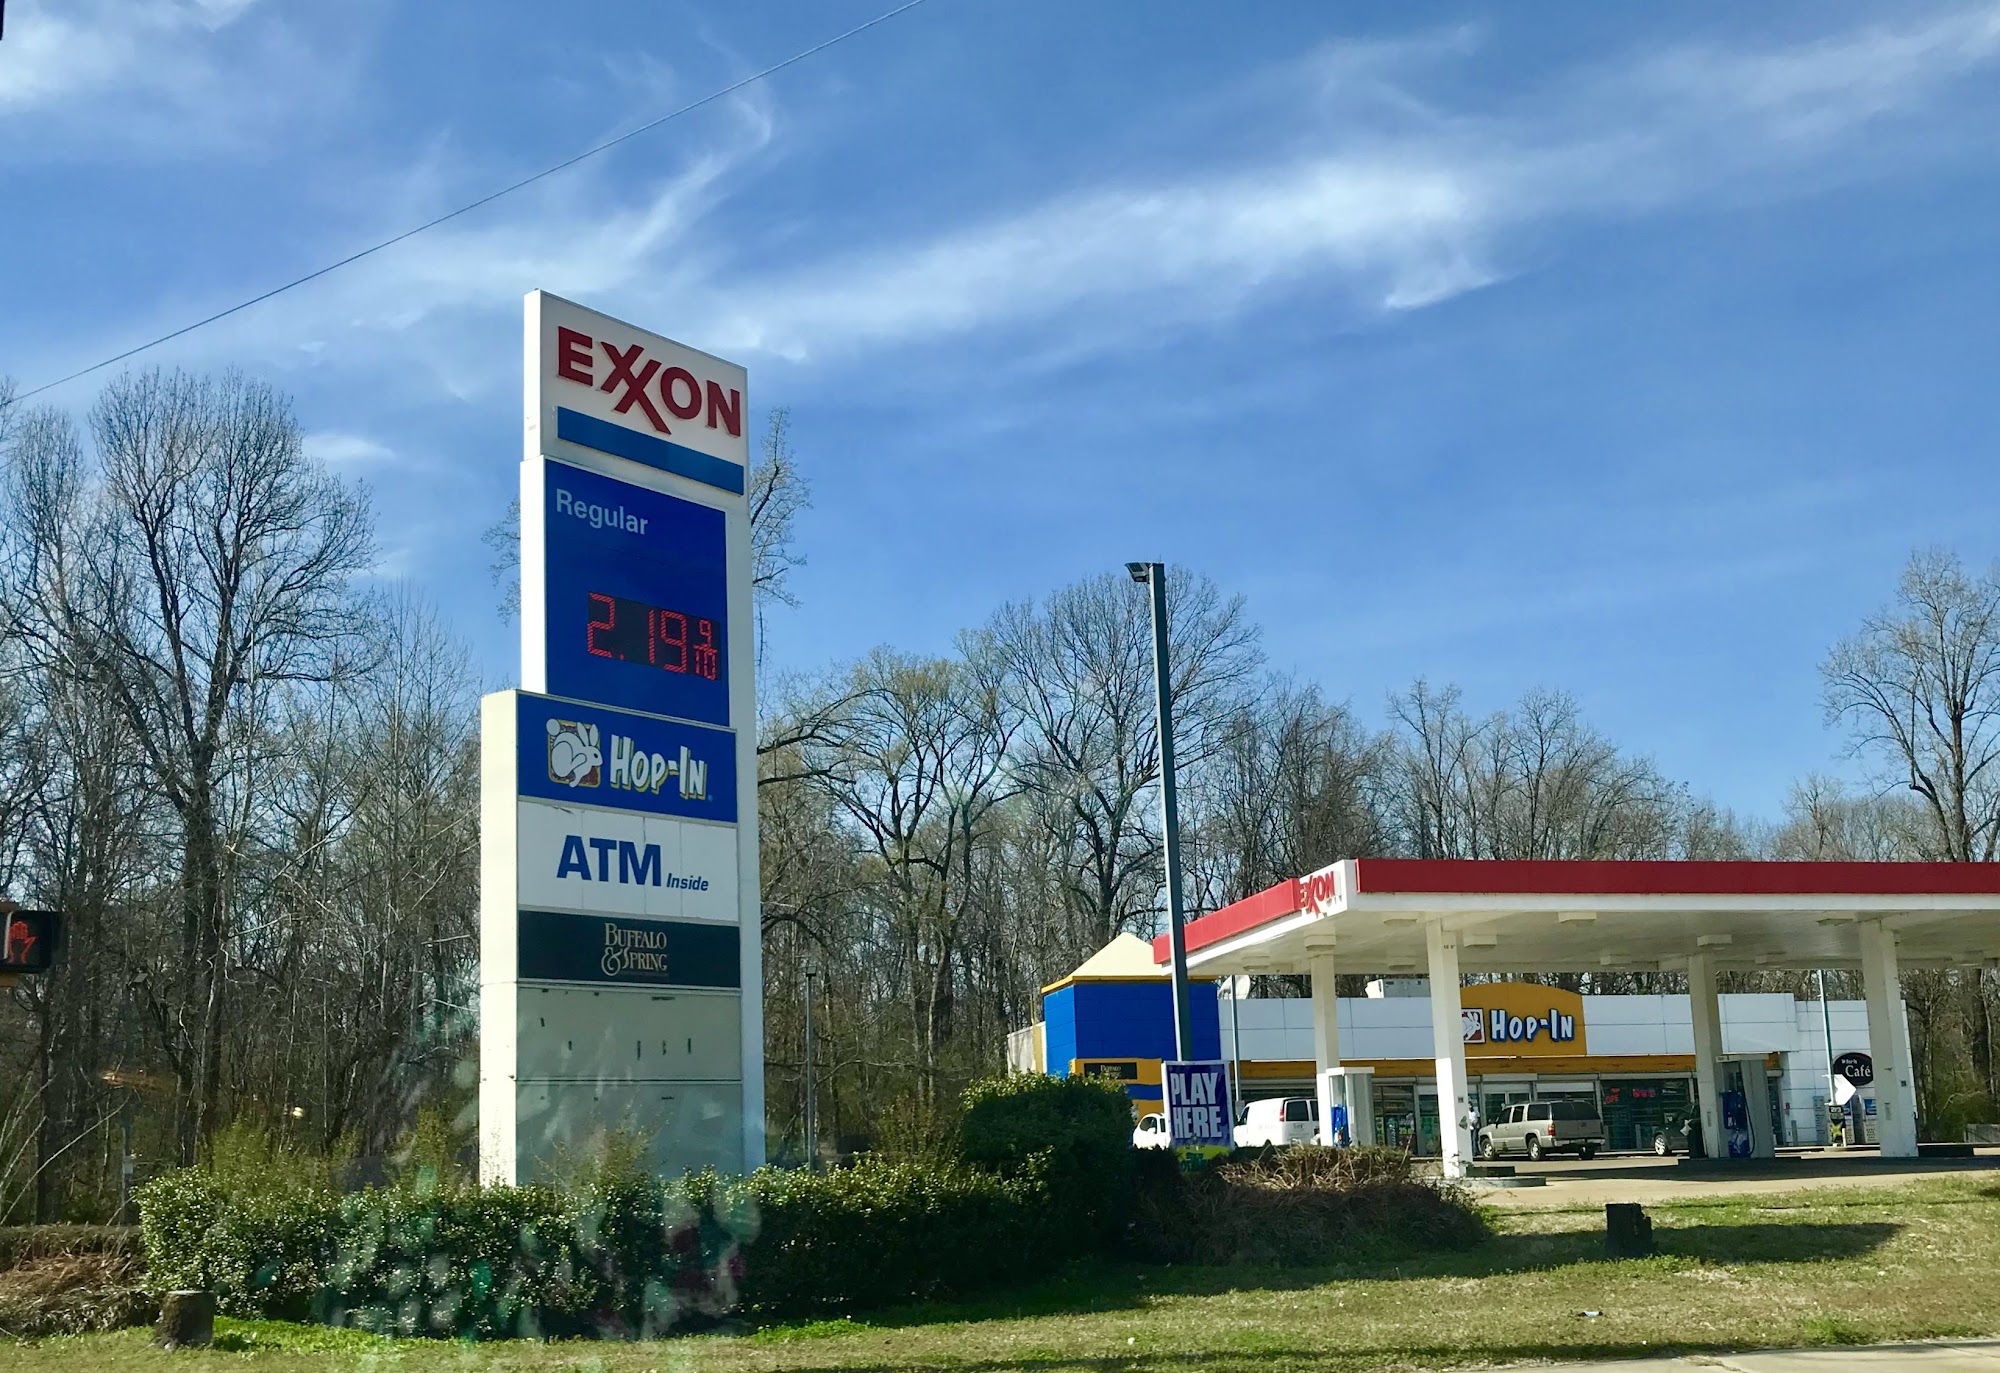 EXXON
Regular
2.19 9/10
HOP-IN
ATM Inside
BUFFALO
& SPRING
EXXON
HOP-IN
PLAY
HERE
Café